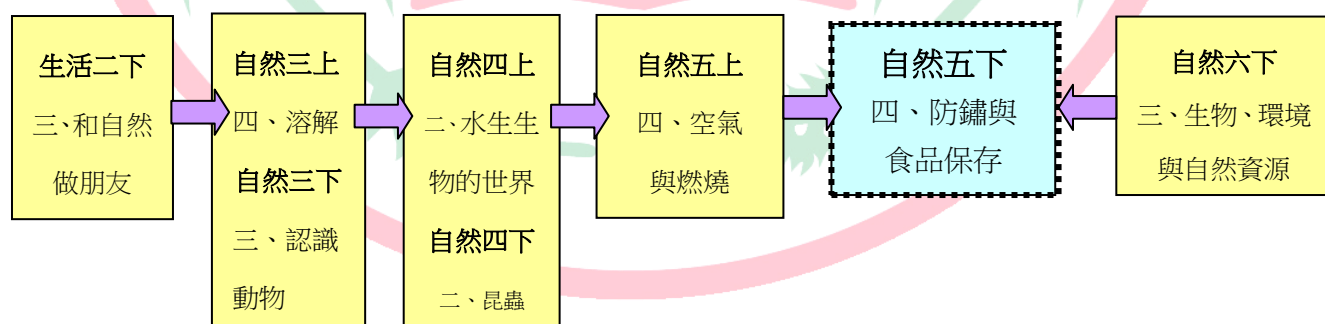 生活二下
三、和自然
做朋友
自然三上
四、溶解
自然三下
三、認識
動物
自然四上
二、水生生
物的世界
自然四下
二、昆蟲
自然五上
四、空氣
與燃燒
自然五下
四、防鏽與
食品保存
自然六下
三、生物、環境
與自然資源